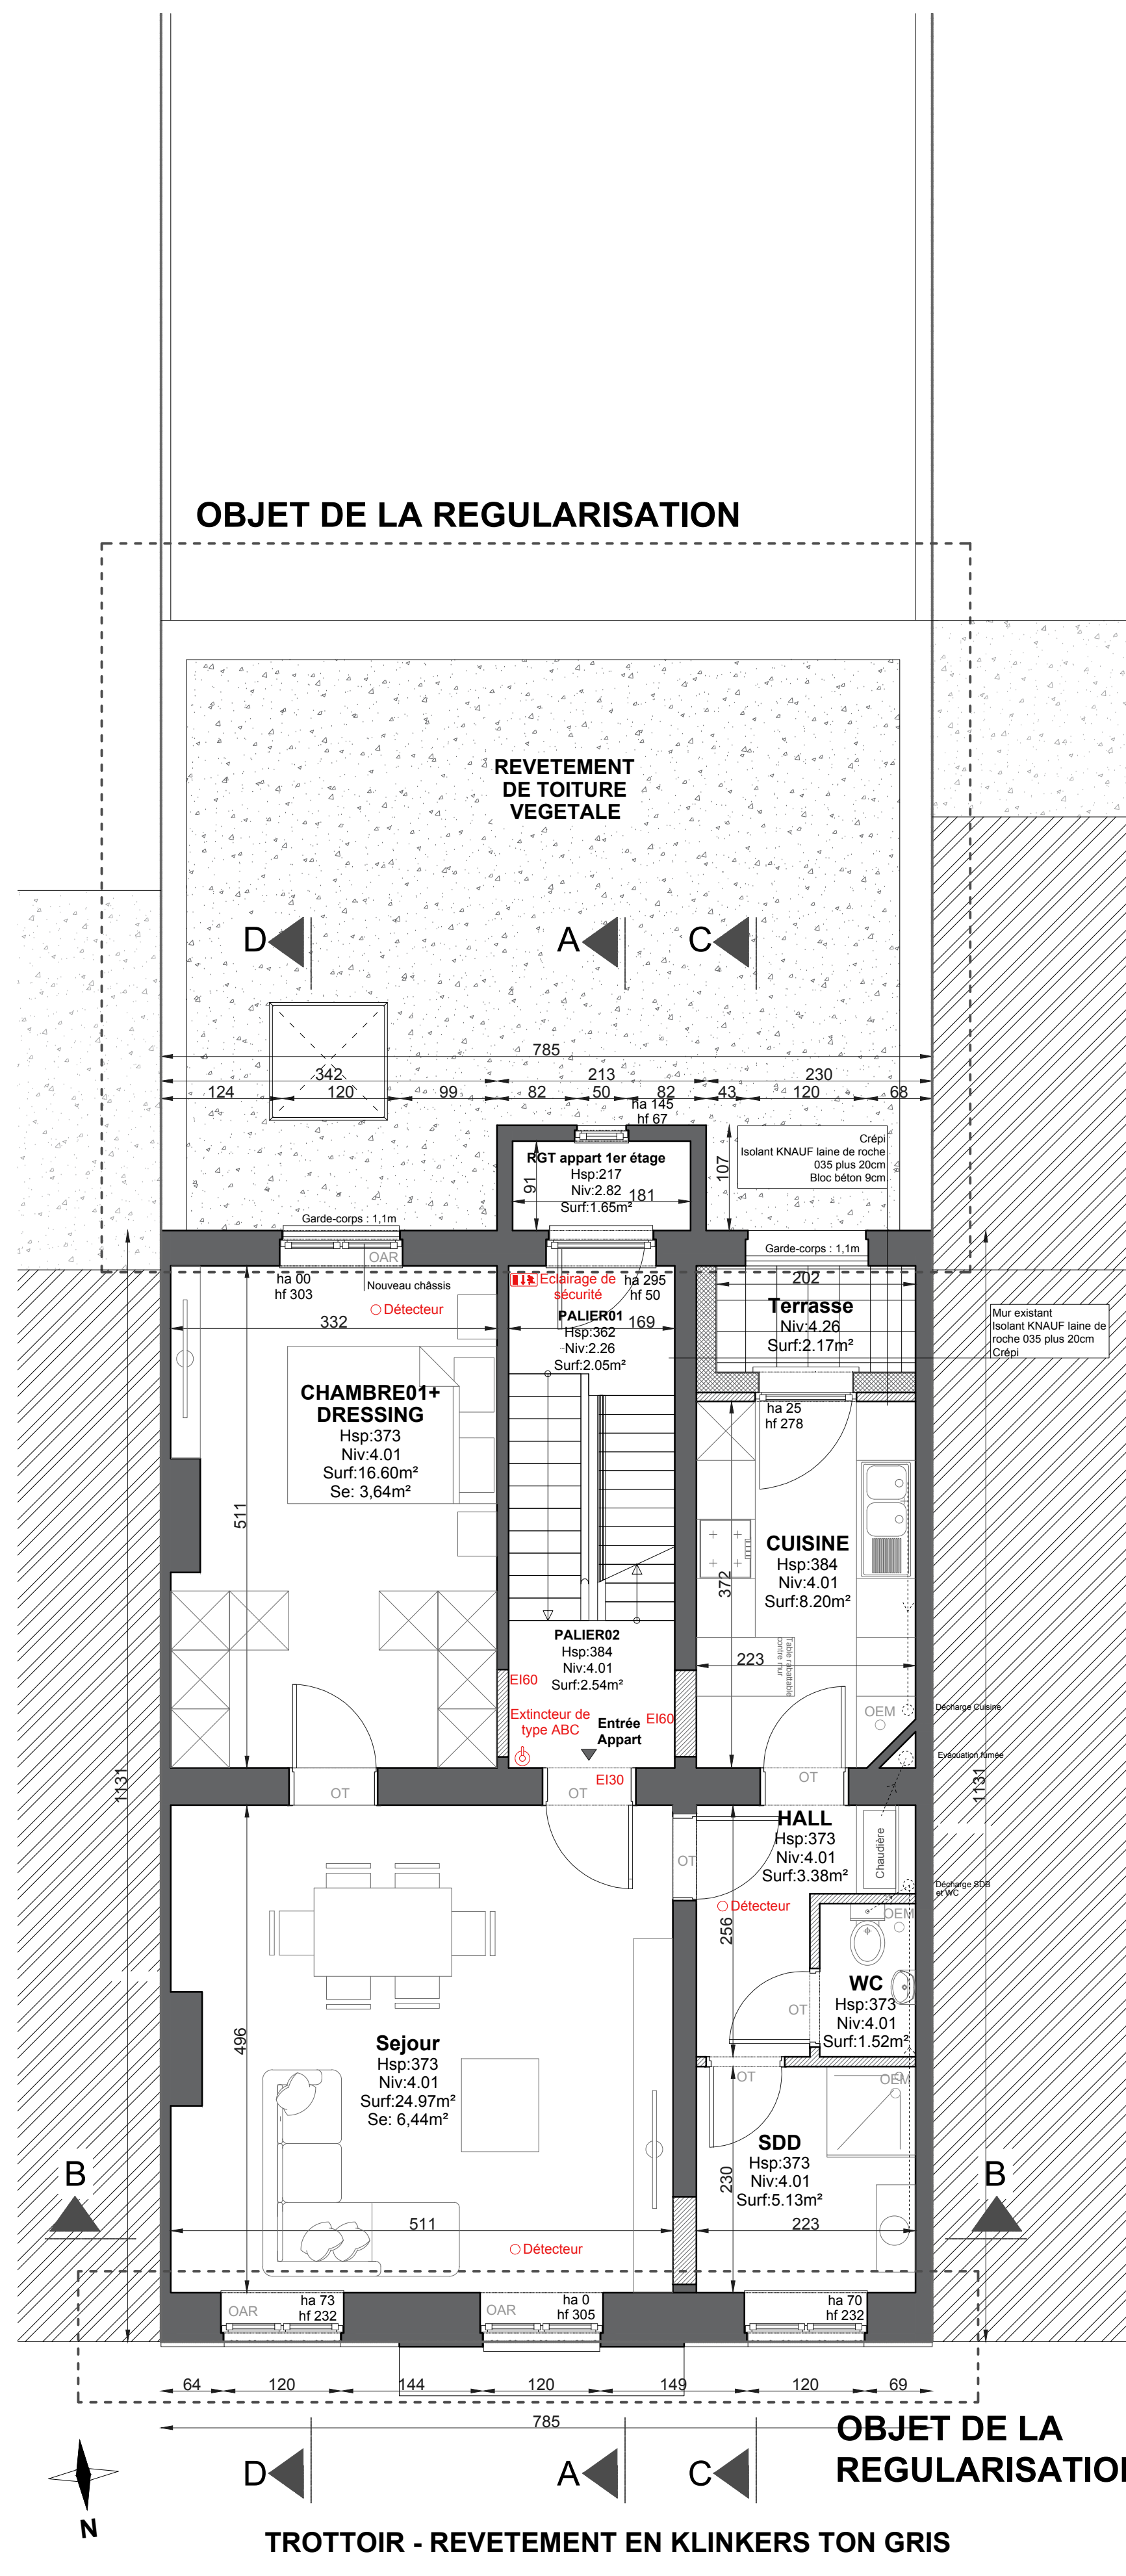 OBJET DE LA REGULARISATION
REVETEMENT
DE TOITURE
VEGETALE
D
A
C
785
342
213
230
124
120
99
82
50
82
43
120
68
ha 145
hf 67
RGT appart 1er étage
Hsp:217
Niv:2.82
Surf:1.65m²
91
181
107
Crépi
Isolant KNAUF laine de roche
035 plus 20cm
Bloc béton 9cm
Garde-corps : 1,1m
OAR
ha 00
hf 303
Nouveau châssis
Détecteur
332
Eclairage de
sécurité
ha 295
hf 50
PALIER01
Hsp:362
Niv:2.26
Surf:2.05m²
169
Garde-corps : 1,1m
202
Terrasse
Niv:4.26
Surf:2.17m²
Mur existant
Isolant KNAUF laine de
roche 035 plus 20cm
Crépi
CHAMBRE01+
DRESSING
Hsp:373
Niv:4.01
Surf:16.60m²
Se: 3,64m²
511
ha 25
hf 278
CUISINE
Hsp:384
Niv:4.01
Surf:8.20m²
372
223
Table rabattable
contre mur
PALIER02
Hsp:384
Niv:4.01
Surf:2.54m²
EI60
Extincteur de
type ABC
Entrée
Appart
EI60
EI30
OEM
Décharge Cuisine
Evacuation fumée
1131
1131
OT
OT
OT
HALL
Hsp:373
Niv:4.01
Surf:3.38m²
Chaudière
OT
Détecteur
256
Décharge SDB
et WC
OEM
WC
Hsp:373
Niv:4.01
Surf:1.52m²
OT
496
Sejour
Hsp:373
Niv:4.01
Surf:24.97m²
Se: 6,44m²
OT
OEM
SDD
Hsp:373
Niv:4.01
Surf:5.13m²
230
B
B
511
223
Détecteur
OAR
ha 73
hf 232
OAR
ha 0
hf 305
ha 70
hf 232
64
120
144
120
149
120
69
785
OBJET DE LA
REGULARISATION
D
A
C
N
TROTTOIR - REVETEMENT EN KLINKERS TON GRIS